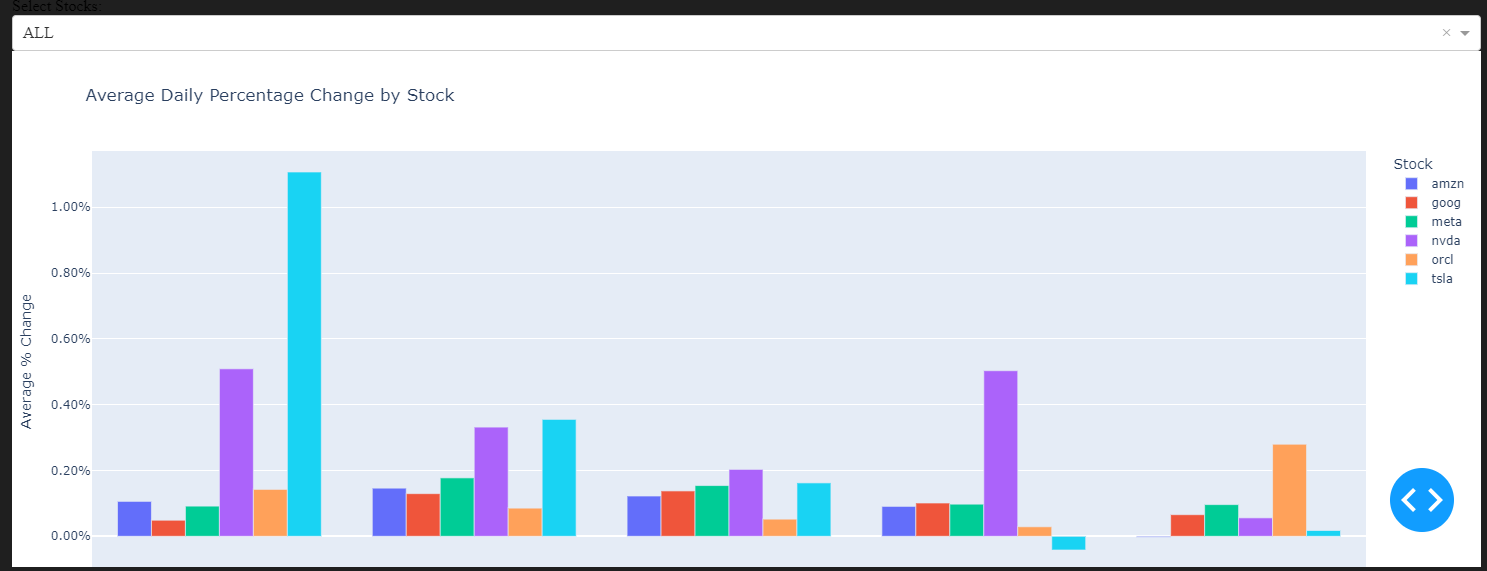 Select Stocks:
ALL
Average Daily Percentage Change by Stock
Stock
amzn
goog
meta
nvda
orcl
tsla
Average % Change
1.00%
0.80%
0.60%
0.40%
0.20%
0.00%